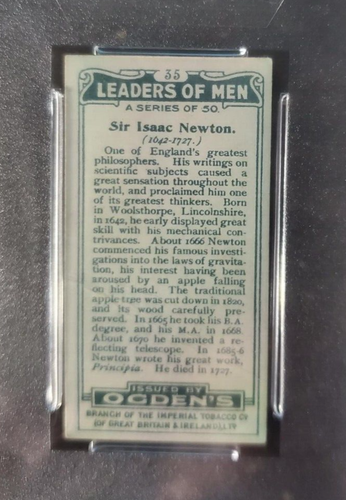 35
LEADERS OF MEN
A SERIES OF 50.
Sir Isaac Newton.
(1642-1727.)
One of England's greatest
philosophers. His writings on
scientific subjects caused a
great sensation throughout the
world, and proclaimed him one
of its greatest thinkers. Born
in Woolsthorpe, Lincolnshire,
in 1642, he early displayed great
skill with his mechanical con-
trivances. About 1666 Newton
commenced his famous investi-
gations into the laws of gravita-
tion, his interest having been
aroused by an apple falling
on his head. The traditional
apple tree was cut down in 1820,
and its wood carefully pre-
served. In 1665 he took his B.A.
degree, and his M.A. in 1668.
About 1670 he invented a re-
flecting telescope. In 1685-6
Newton wrote his great work,
Principia. He died in 1727.
ISSUED BY
OGDEN'S
BRANCH OF THE IMPERIAL TOBACCO Co
(OF GREAT BRITAIN & IRELAND) LTD